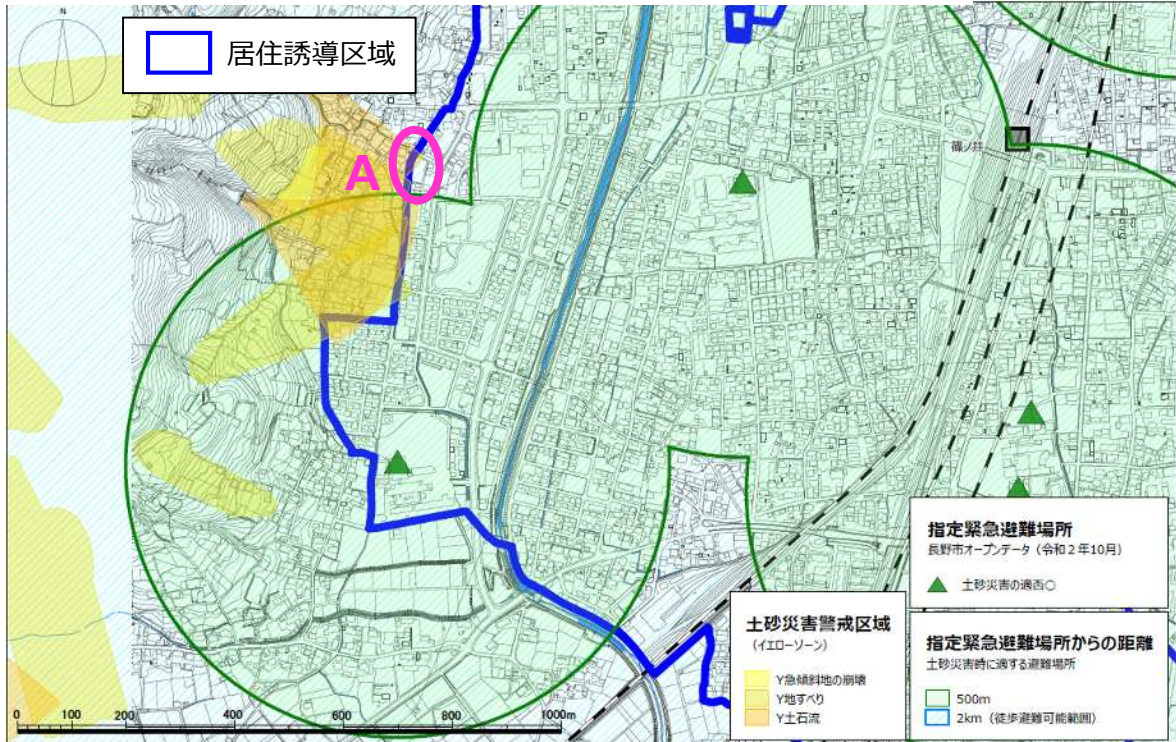 N
居住誘導区域
A
篠ノ井
指定緊急避難場所
長野市オープンデータ（令和２年10月）
土砂災害の適否○
土砂災害警戒区域
（イエローゾーン）
Y急傾斜地の崩壊
Y地すべり
Y土石流
指定緊急避難場所からの距離
土砂災害時に適する避難場所
500m
2km（徒歩避難可能範囲）
0 100 200 400 600 800 1000m